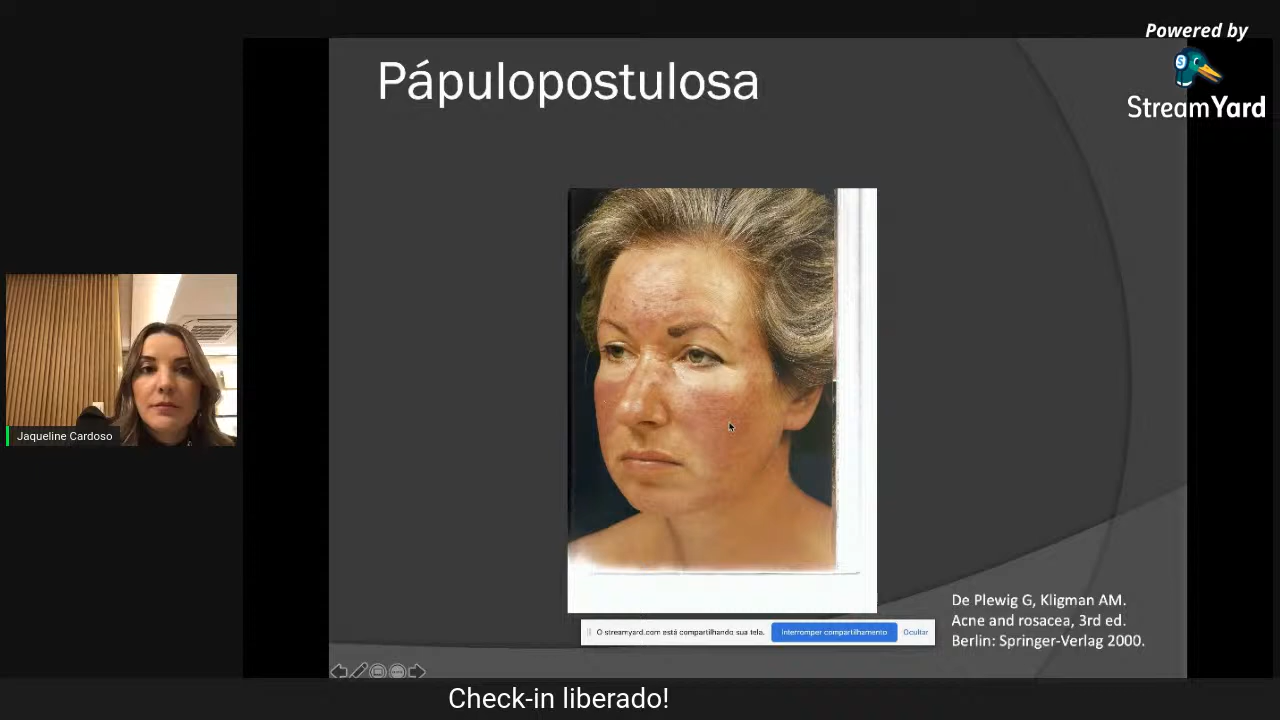 Powered by
StreamYard
Pápulopostulosa
Jaqueline Cardoso
De Plewig G, Kligman AM.
Acne and rosacea, 3rd ed.
Berlin: Springer-Verlag 2000.
O streamyard.com está compartilhando sua tela.
Interromper compartilhamento
Ocultar
Check-in liberado!